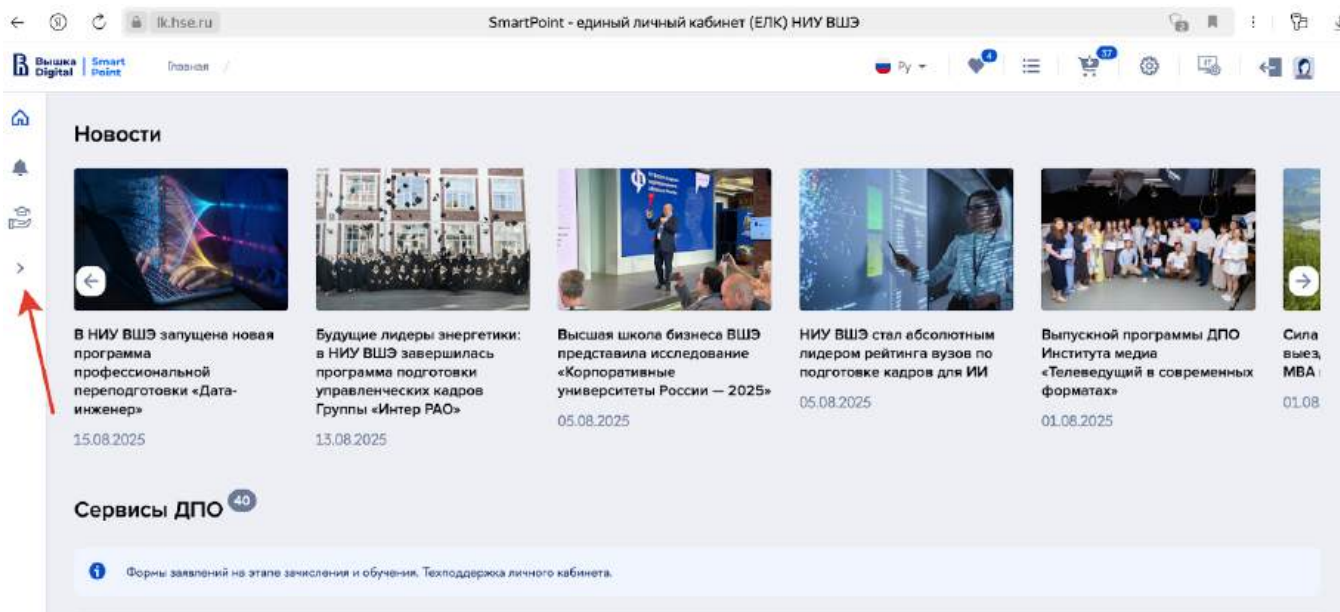 lk.hse.ru
SmartPoint - единый личный кабинет (ЕЛК) НИУ ВШЭ
Вышка Digital | Smart Point
Главная /
Ру
4
37
Новости
В НИУ ВШЭ запущена новая
программа
профессиональной
переподготовки «Дата-
инженер»
15.08.2025
Будущие лидеры энергетики:
в НИУ ВШЭ завершилась
программа подготовки
управленческих кадров
Группы «Интер РАО»
13.08.2025
Высшая школа бизнеса ВШЭ
представила исследование
«Корпоративные
университеты России — 2025»
05.08.2025
НИУ ВШЭ стал абсолютным
лидером рейтинга вузов по
подготовке кадров для ИИ
05.08.2025
Выпускной программы ДПО
Института медиа
«Телеведущий в современных
форматах»
01.08.2025
Сила
выез
MBA
01.08
Сервисы ДПО 40
Формы заявлений на этапе зачисления и обучения. Техподдержка личного кабинета.